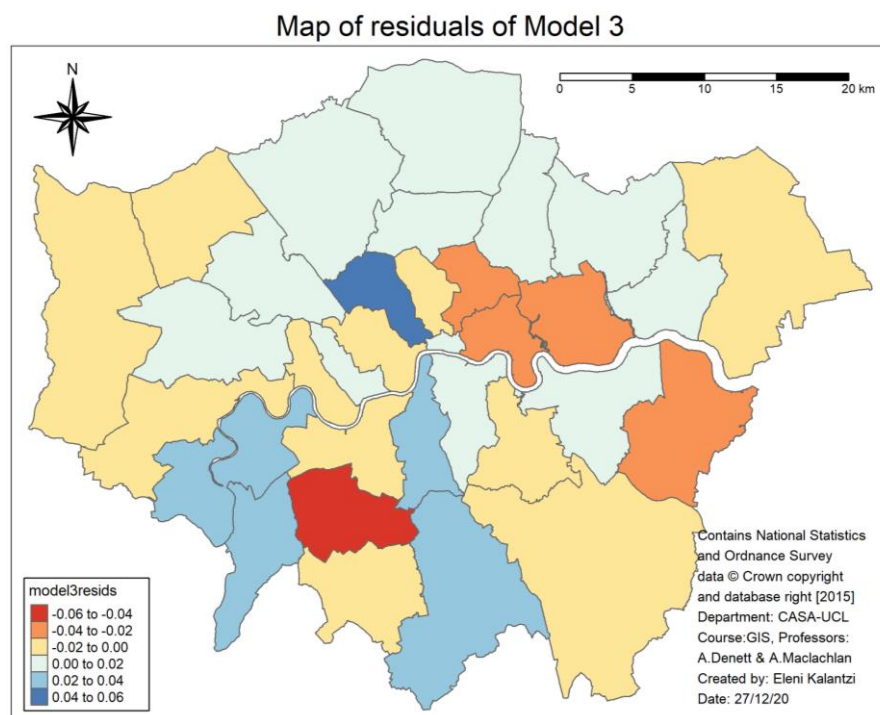 Map of residuals of Model 3
N
0 5 10 15 20 km
Contains National Statistics
and Ordnance Survey
data © Crown copyright
and database right [2015]
Department: CASA-UCL
Course:GIS, Professors:
A.Denett & A.Maclachlan
Created by: Eleni Kalantzi
Date: 27/12/20
model3resids
-0.06 to -0.04
-0.04 to -0.02
-0.02 to 0.00
0.00 to 0.02
0.02 to 0.04
0.04 to 0.06